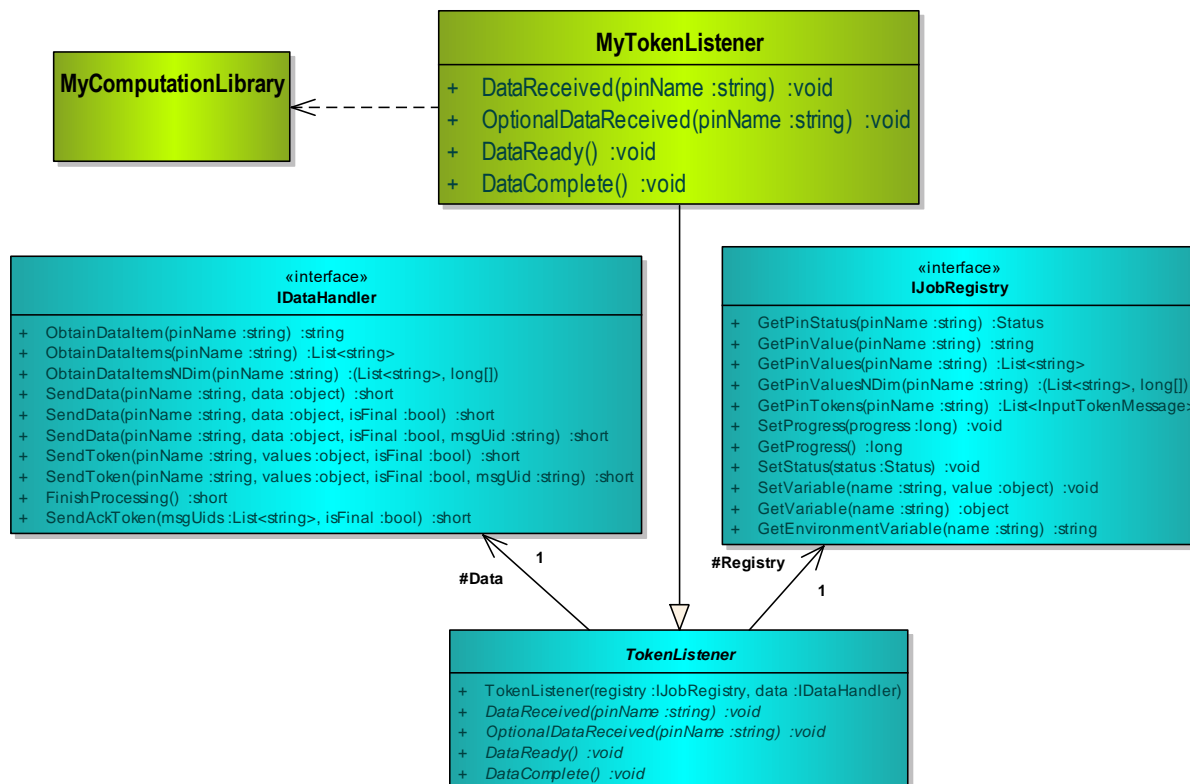 MyTokenListener
+ DataReceived(pinName :string) :void
+ OptionalDataReceived(pinName :string) :void
+ DataReady() :void
+ DataComplete() :void
MyComputationLibrary
«interface»
IDataHandler
+ ObtainDataItem(pinName :string) :string
+ ObtainDataItems(pinName :string) :List<string>
+ ObtainDataItemsNDim(pinName :string) :(List<string>, long[])
+ SendData(pinName :string, data :object) :short
+ SendData(pinName :string, data :object, isFinal :bool) :short
+ SendData(pinName :string, data :object, isFinal :bool, msgUid :string) :short
+ SendToken(pinName :string, values :object, isFinal :bool) :short
+ SendToken(pinName :string, values :object, isFinal :bool, msgUid :string) :short
+ FinishProcessing() :short
+ SendAckToken(msgUids :List<string>, isFinal :bool) :short
«interface»
IJobRegistry
+ GetPinStatus(pinName :string) :Status
+ GetPinValue(pinName :string) :string
+ GetPinValues(pinName :string) :List<string>
+ GetPinValuesNDim(pinName :string) :(List<string>, long[])
+ GetPinTokens(pinName :string) :List<InputTokenMessage>
+ SetProgress(progress :long) :void
+ GetProgress() :long
+ SetStatus(status :Status) :void
+ SetVariable(name :string, value :object) :void
+ GetVariable(name :string) :object
+ GetEnvironmentVariable(name :string) :string
1
#Data
#Registry
1
TokenListener
+ TokenListener(registry :IJobRegistry, data :IDataHandler)
+ DataReceived(pinName :string) :void
+ OptionalDataReceived(pinName :string) :void
+ DataReady() :void
+ DataComplete() :void